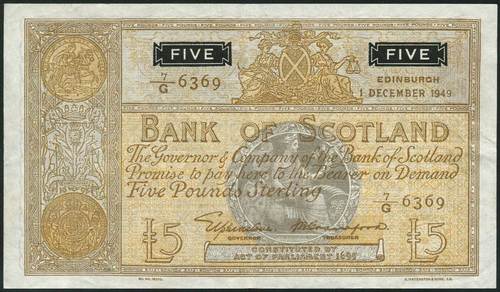 FIVE
FIVE
7/G 6369
EDINBURGH
1 DECEMBER 1949
BANK OF SCOTLAND
The Governor & Company of the Bank of Scotland
Promise to pay here to the Bearer on Demand
Five Pounds Sterling
7/G 6369
£5
£5
GOVERNOR
TREASURER
CONSTITUTED BY
ACT OF PARLIAMENT 1695